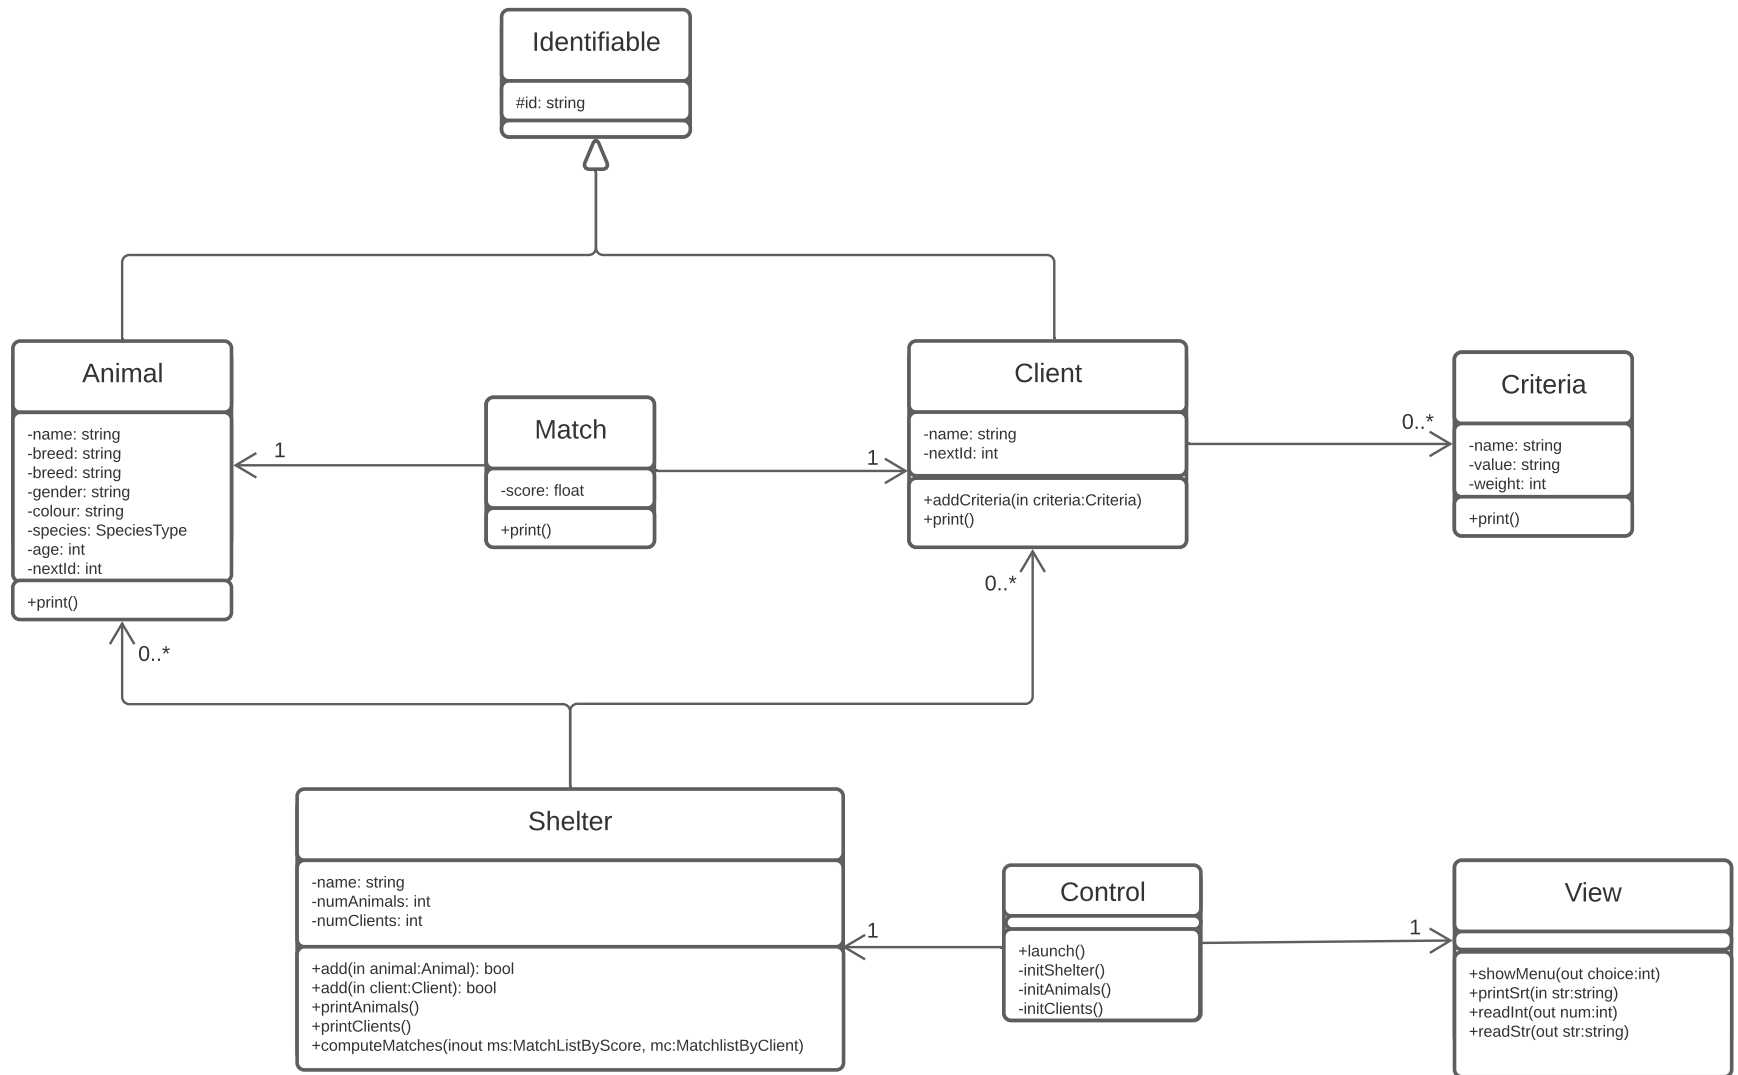 Identifiable
#id: string
Animal
-name: string
-breed: string
-breed: string
-gender: string
-colour: string
-species: SpeciesType
-age: int
-nextId: int
+print()
0..*
1
Match
-score: float
+print()
1
Client
-name: string
-nextId: int
+addCriteria(in criteria:Criteria)
+print()
0..*
0..*
Criteria
-name: string
-value: string
-weight: int
+print()
Shelter
-name: string
-numAnimals: int
-numClients: int
+add(in animal:Animal): bool
+add(in client:Client): bool
+printAnimals()
+printClients()
+computeMatches(inout ms:MatchListByScore, mc:MatchlistByClient)
1
Control
+launch()
-initShelter()
-initAnimals()
-initClients()
1
View
+showMenu(out choice:int)
+printSrt(in str:string)
+readInt(out num:int)
+readStr(out str:string)